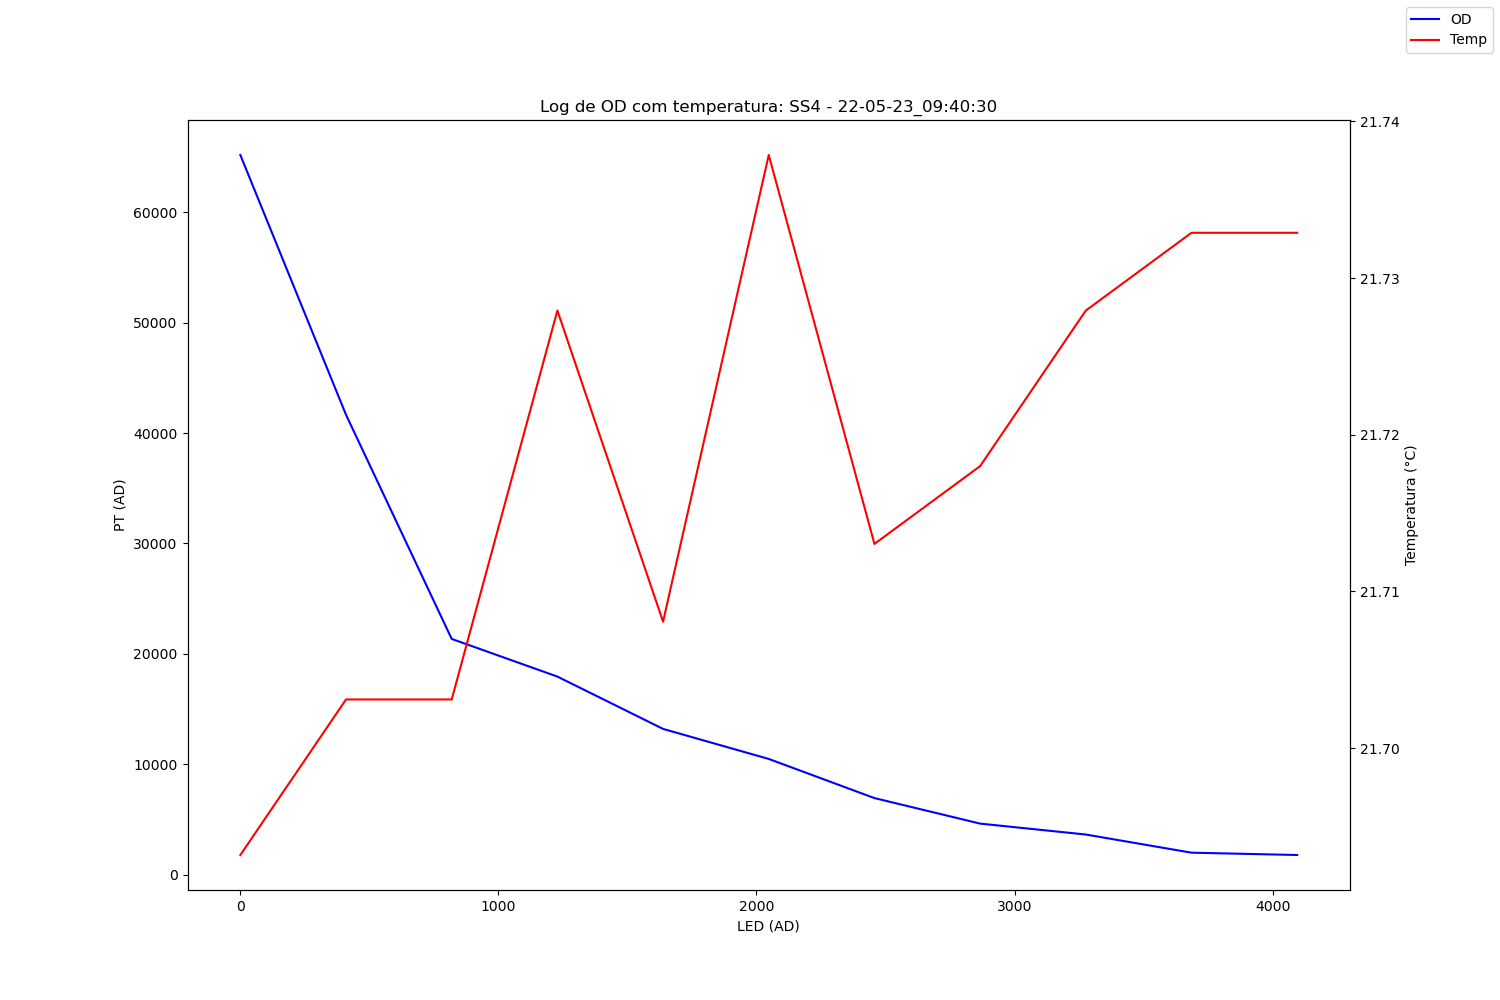 OD
Temp
Log de OD com temperatura: SS4 - 22-05-23_09:40:30
PT (AD)
60000
50000
40000
30000
20000
10000
0
21.74
21.73
21.72
21.71
21.70
Temperatura (°C)
0 1000 2000 3000 4000
LED (AD)